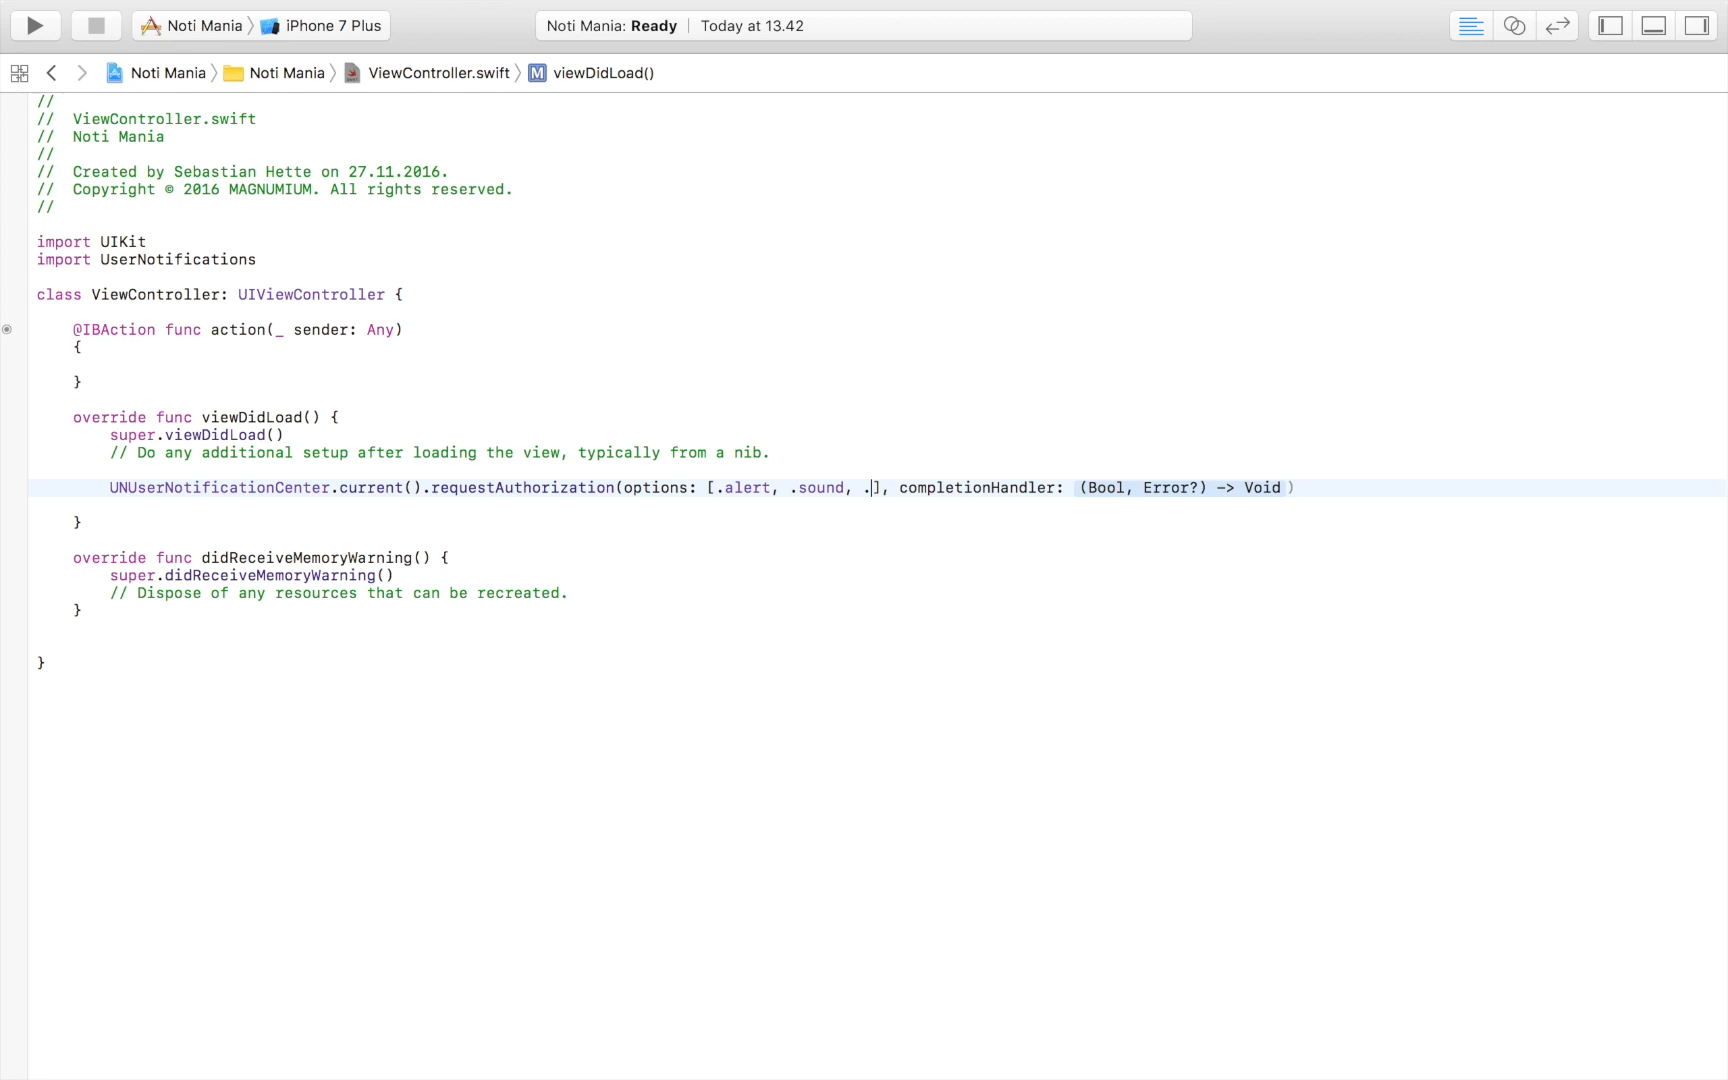 Noti Mania iPhone 7 Plus Noti Mania: Ready Today at 13.42
Noti Mania Noti Mania ViewController.swift M viewDidLoad()
//
//  ViewController.swift
//  Noti Mania
//
//  Created by Sebastian Hette on 27.11.2016.
//  Copyright © 2016 MAGNUMIUM. All rights reserved.
//
import UIKit
import UserNotifications
class ViewController: UIViewController {
    @IBAction func action(_ sender: Any)
    {
    }
    override func viewDidLoad() {
        super.viewDidLoad()
        // Do any additional setup after loading the view, typically from a nib.
        UNUserNotificationCenter.current().requestAuthorization(options: [.alert, .sound, .], completionHandler: (Bool, Error?) -> Void )
    }
    override func didReceiveMemoryWarning() {
        super.didReceiveMemoryWarning()
        // Dispose of any resources that can be recreated.
    }
}